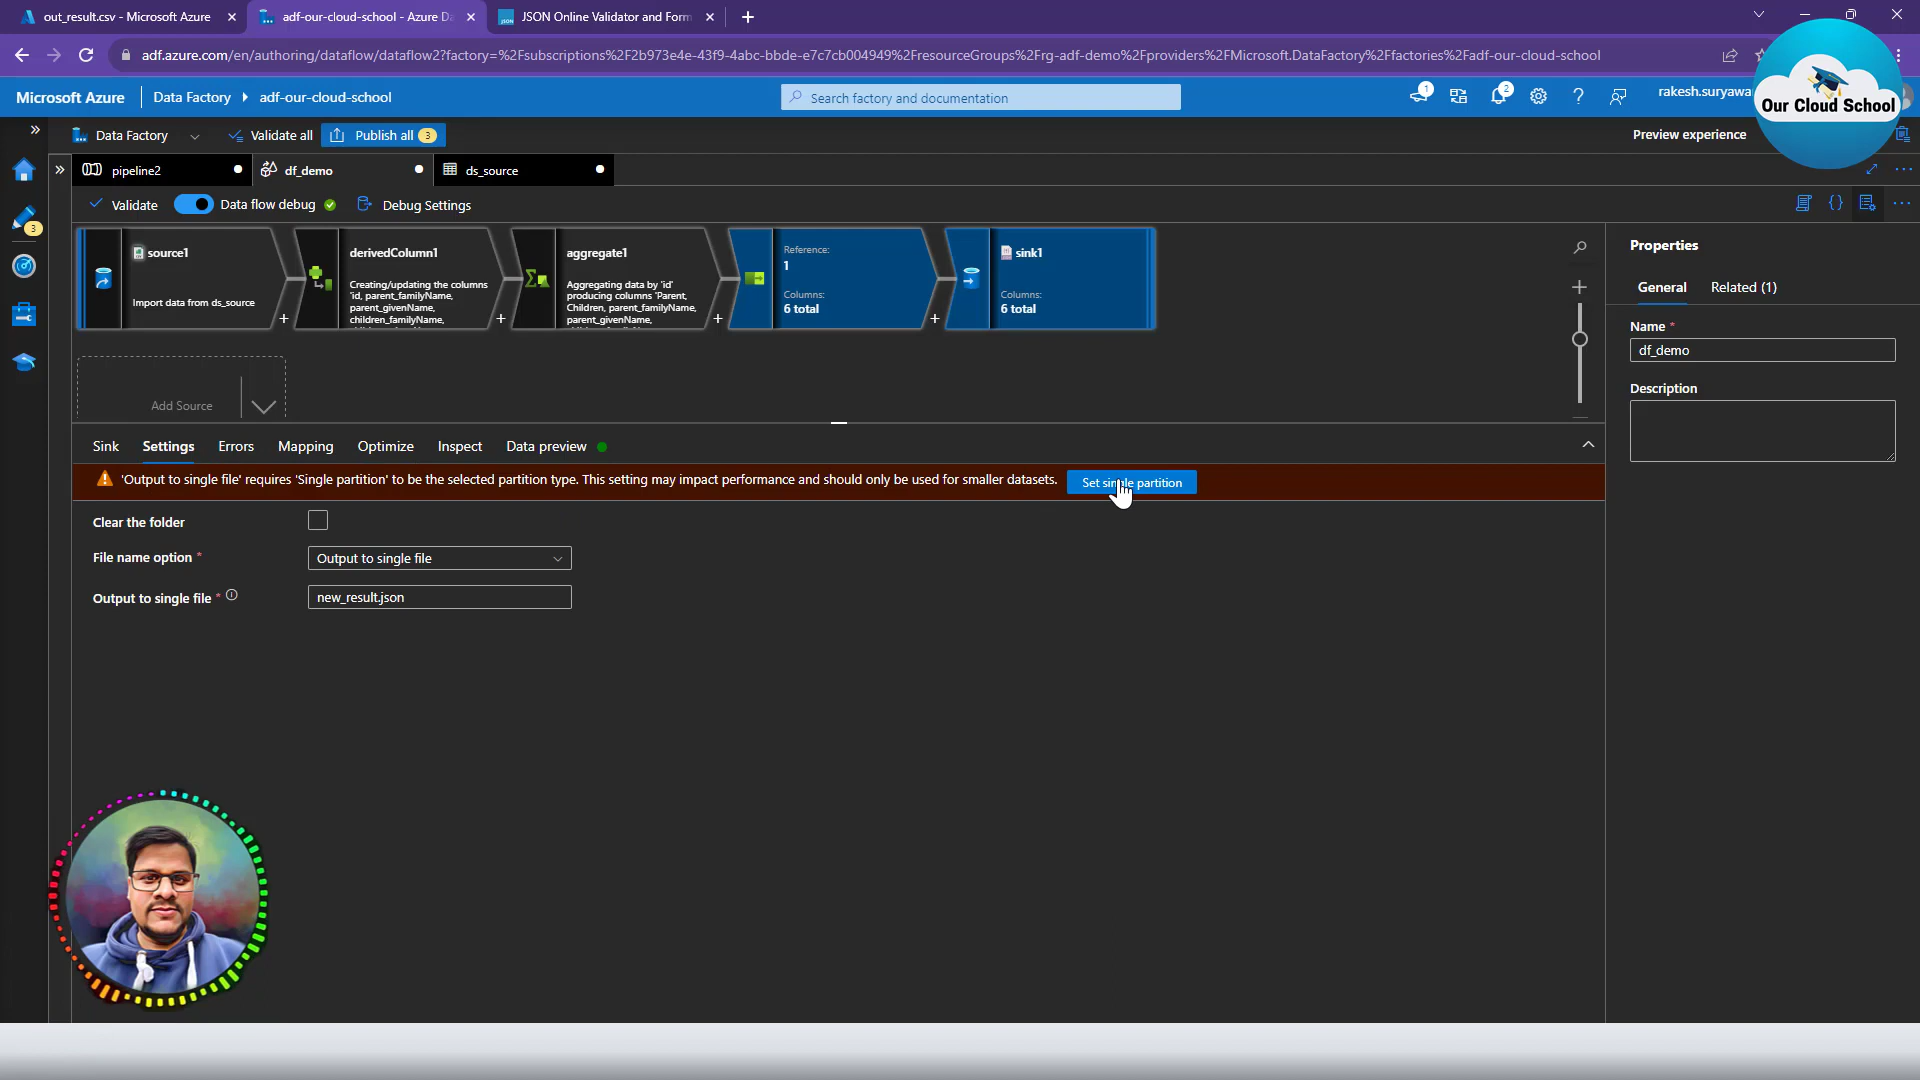 out_result.csv - Microsoft Azure
adf-our-cloud-school - Azure Da
JSON Online Validator and Form
adf.azure.com/en/authoring/dataflow/dataflow2?factory=%2Fsubscriptions%2F2b973e4e-43f9-4abc-bbde-e7c7cb004949%2FresourceGroups%2Frg-adf-demo%2Fproviders%2FMicrosoft.DataFactory%2Ffactories%2Fadf-our-cloud-school
Microsoft Azure
Data Factory
adf-our-cloud-school
Search factory and documentation
1
2
rakesh.suryawa
Our Cloud School
Data Factory
Validate all
Publish all 3
Preview experience
pipeline2
df_demo
ds_source
Validate
Data flow debug
Debug Settings
3
source1
Import data from ds_source
derivedColumn1
Creating/updating the columns
'id, parent_familyName,
parent_givenName,
children_familyName,
aggregate1
Aggregating data by 'id'
producing columns 'Parent,
Children, parent_familyName,
parent_givenName,
Reference:
1
Columns:
6 total
sink1
Columns:
6 total
Add Source
Properties
General
Related (1)
Name *
df_demo
Description
Sink
Settings
Errors
Mapping
Optimize
Inspect
Data preview
'Output to single file' requires 'Single partition' to be the selected partition type. This setting may impact performance and should only be used for smaller datasets.
Set single partition
Clear the folder
File name option *
Output to single file
Output to single file *
new_result.json